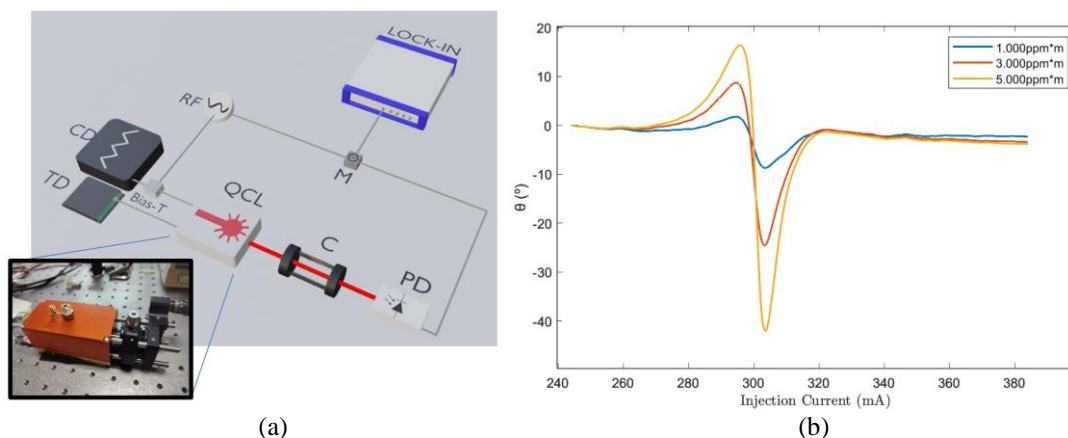 (a)
LOCK-IN
RF
CD
TD
Bias-T
QCL
M
C
PD
(b)
θ (°)
20
10
0
-10
-20
-30
-40
240
260
280
300
320
340
360
380
Injection Current (mA)
1.000ppm*m
3.000ppm*m
5.000ppm*m